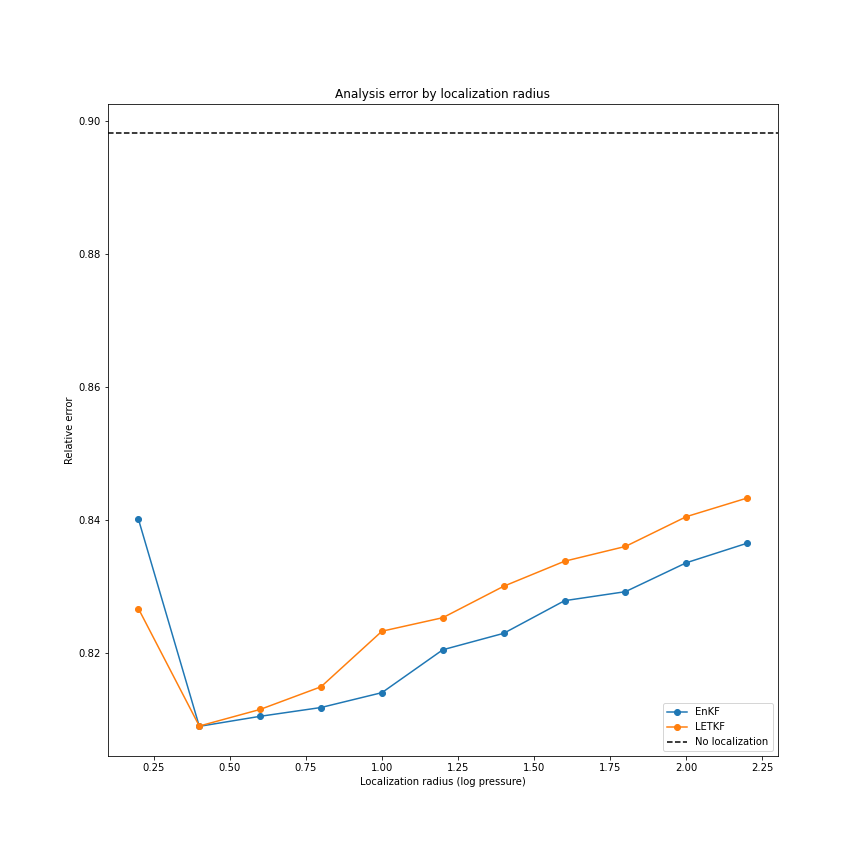 Analysis error by localization radius
0.90
0.88
0.86
0.84
0.82
Relative error
0.25 0.50 0.75 1.00 1.25 1.50 1.75 2.00 2.25
Localization radius (log pressure)
EnKF
LETKF
No localization